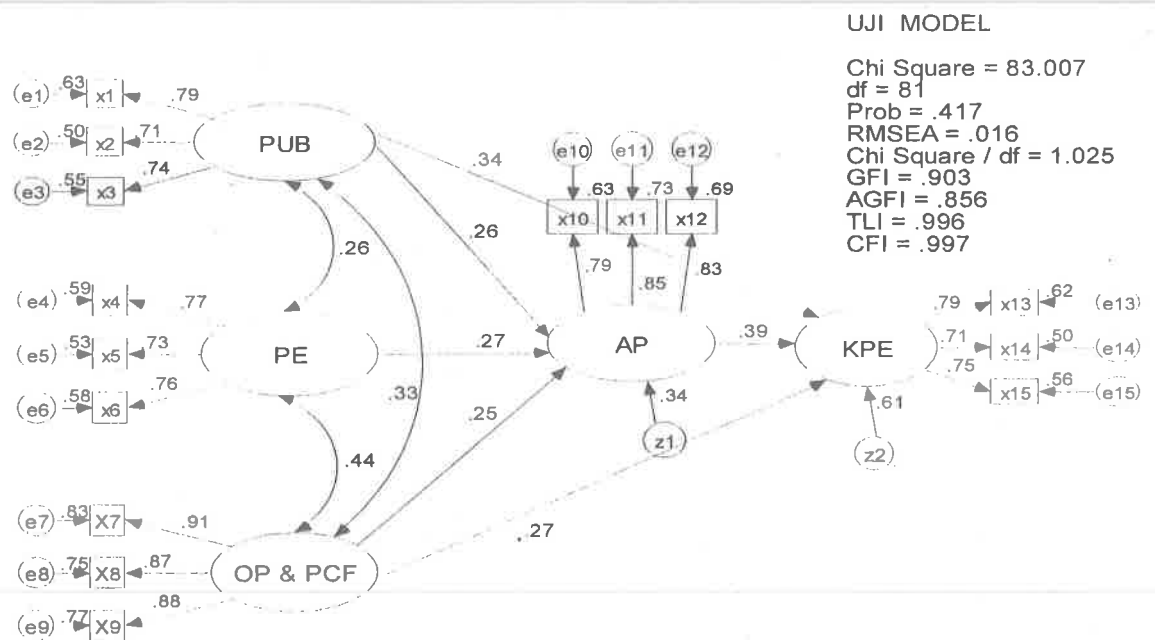 UJI MODEL
Chi Square = 83.007
df = 81
Prob = .417
RMSEA = .016
Chi Square / df = 1.025
GFI = .903
AGFI = .856
TLI = .996
CFI = .997
e1 .63 x1 .79
e2 .50 x2 .71
e3 .55 x3 .74
PUB
.34
e10 e11 e12
.63 .73 .69
x10 x11 x12
.26
.26
.79 .85 .83
e4 .59 x4 .77
e5 .53 x5 .73
e6 .58 x6 .76
PE
.27
AP
.39
KPE
.79 x13 .62 e13
.71 x14 .50 e14
.75 x15 .56 e15
.33
.25
.34
z1
.61
z2
.44
.27
e7 .83 X7 .91
e8 .75 X8 .87
e9 .77 X9 .88
OP & PCF